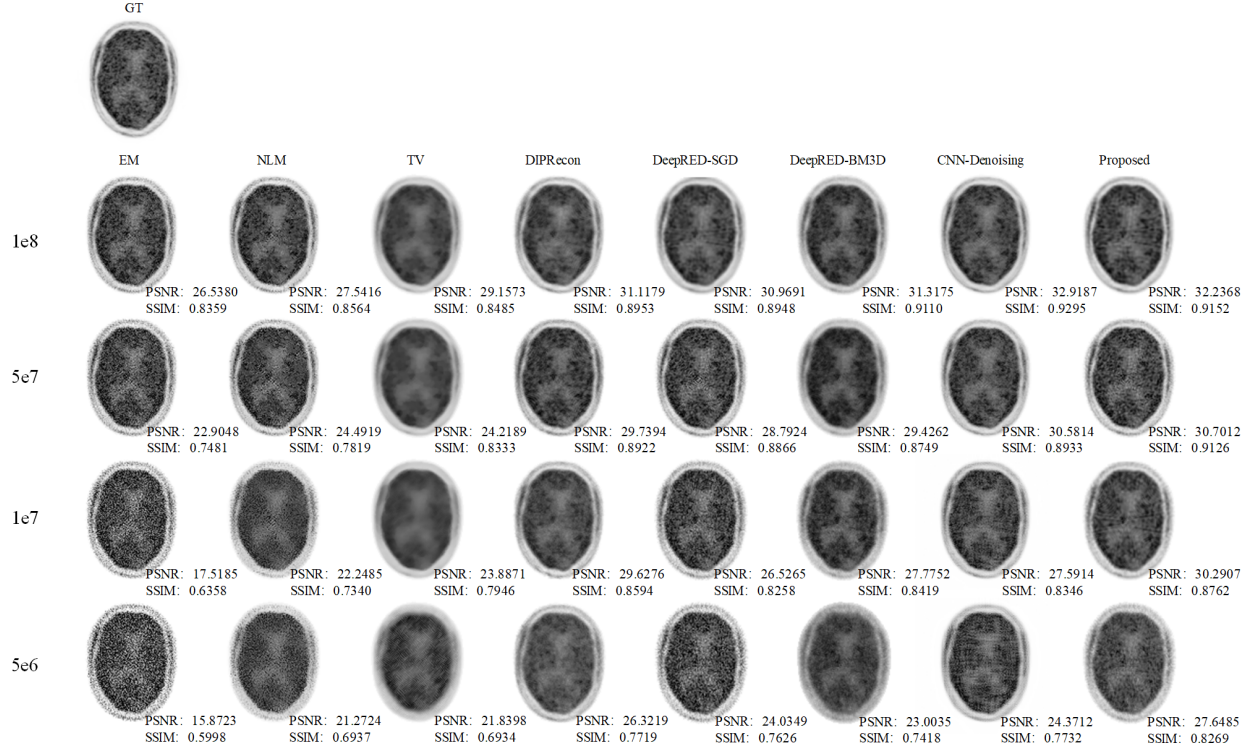 GT
EM NLM TV DIPRecon DeepRED-SGD DeepRED-BM3D CNN-Denoising Proposed
1e8
PSNR: 26.5380 PSNR: 27.5416 PSNR: 29.1573 PSNR: 31.1179 PSNR: 30.9691 PSNR: 31.3175 PSNR: 32.9187 PSNR: 32.2368
SSIM: 0.8359 SSIM: 0.8564 SSIM: 0.8485 SSIM: 0.8953 SSIM: 0.8948 SSIM: 0.9110 SSIM: 0.9295 SSIM: 0.9152
5e7
PSNR: 22.9048 PSNR: 24.4919 PSNR: 24.2189 PSNR: 29.7394 PSNR: 28.7924 PSNR: 29.4262 PSNR: 30.5814 PSNR: 30.7012
SSIM: 0.7481 SSIM: 0.7819 SSIM: 0.8333 SSIM: 0.8922 SSIM: 0.8866 SSIM: 0.8749 SSIM: 0.8933 SSIM: 0.9126
1e7
PSNR: 17.5185 PSNR: 22.2485 PSNR: 23.8871 PSNR: 29.6276 PSNR: 26.5265 PSNR: 27.7752 PSNR: 27.5914 PSNR: 30.2907
SSIM: 0.6358 SSIM: 0.7340 SSIM: 0.7946 SSIM: 0.8594 SSIM: 0.8258 SSIM: 0.8419 SSIM: 0.8346 SSIM: 0.8762
5e6
PSNR: 15.8723 PSNR: 21.2724 PSNR: 21.8398 PSNR: 26.3219 PSNR: 24.0349 PSNR: 23.0035 PSNR: 24.3712 PSNR: 27.6485
SSIM: 0.5998 SSIM: 0.6937 SSIM: 0.6934 SSIM: 0.7719 SSIM: 0.7626 SSIM: 0.7418 SSIM: 0.7732 SSIM: 0.8269